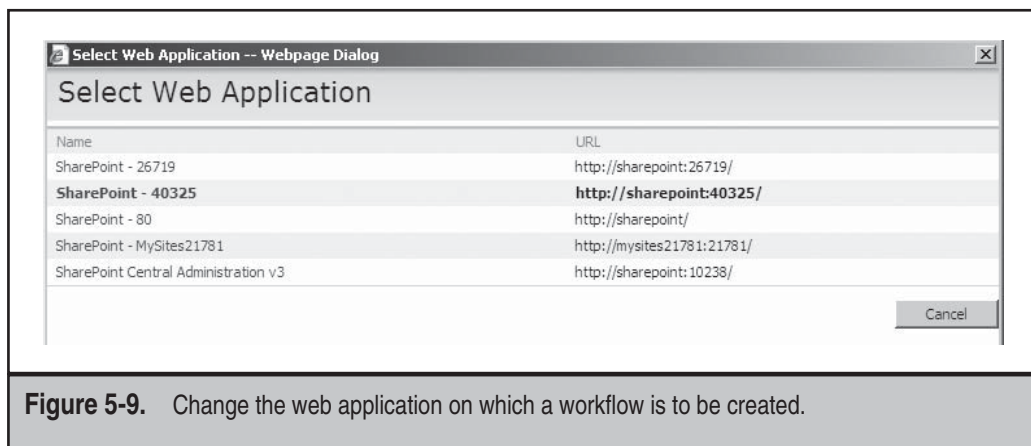 Select Web Application -- Webpage Dialog
Select Web Application
Name URL
SharePoint - 26719 http://sharepoint:26719/
SharePoint - 40325 http://sharepoint:40325/
SharePoint - 80 http://sharepoint/
SharePoint - MySites21781 http://mysites21781:21781/
SharePoint Central Administration v3 http://sharepoint:10238/
Cancel
Figure 5-9. Change the web application on which a workflow is to be created.